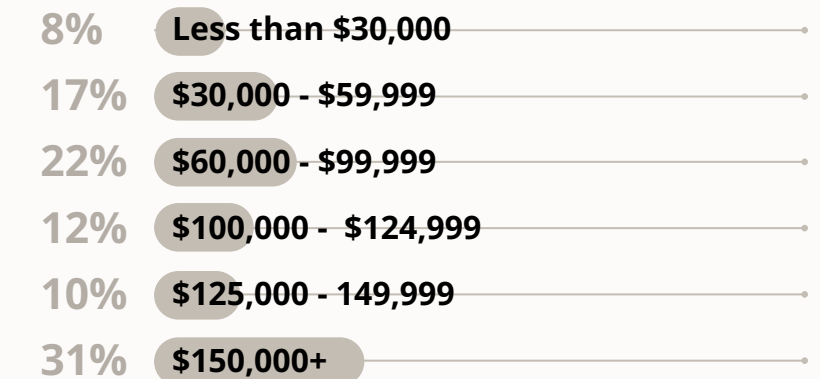 8% Less than $30,000
17% $30,000 - $59,999
22% $60,000 - $99,999
12% $100,000 -  $124,999
10% $125,000 - 149,999
31% $150,000+